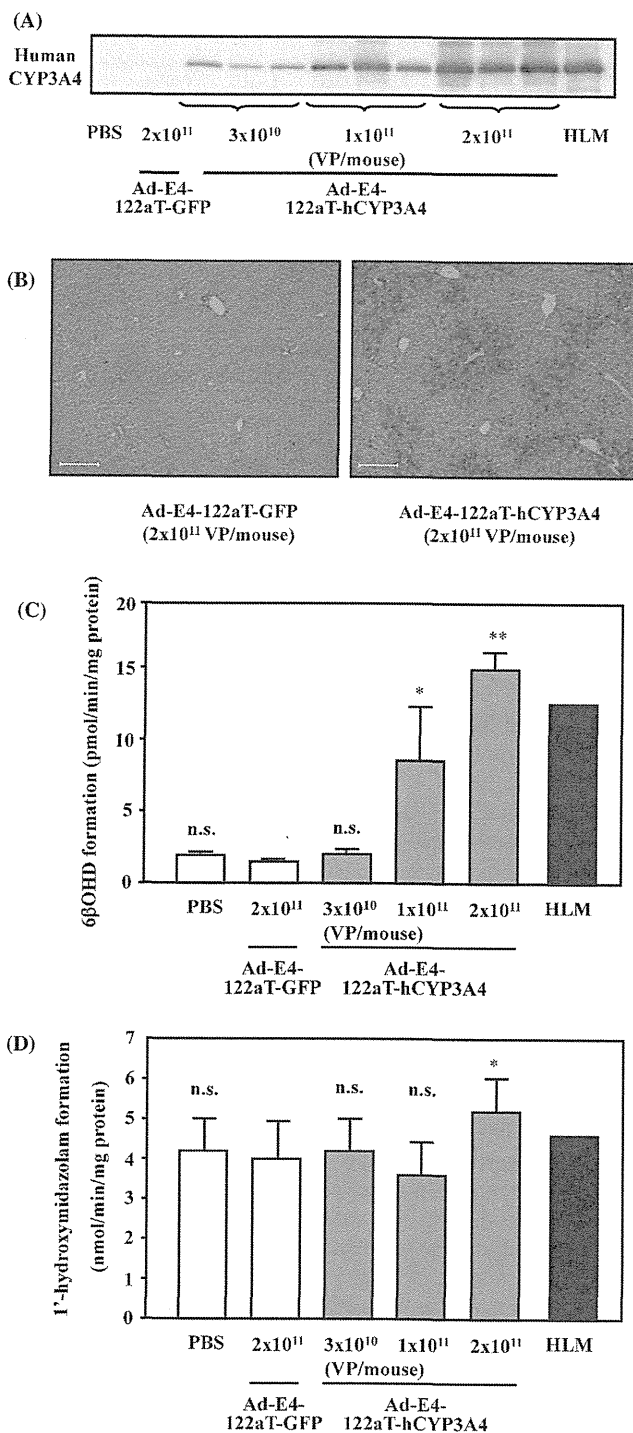 (A)
Human
CYP3A4
PBS 2x10¹¹ 3x10¹⁰ 1x10¹¹ 2x10¹¹ HLM
(VP/mouse)
Ad-E4-
122aT-GFP
Ad-E4-
122aT-hCYP3A4
(B)
Ad-E4-122aT-GFP
(2x10¹¹ VP/mouse)
Ad-E4-122aT-hCYP3A4
(2x10¹¹ VP/mouse)
(C)
6βOHD formation (pmol/min/mg protein)
20
15
10
5
0
n.s.
n.s.
*
**
PBS 2x10¹¹ 3x10¹⁰ 1x10¹¹ 2x10¹¹ HLM
(VP/mouse)
Ad-E4-
122aT-GFP
Ad-E4-
122aT-hCYP3A4
(D)
1'-hydroxymidazolam formation
(nmol/min/mg protein)
7
6
5
4
3
2
1
0
n.s.
n.s.
n.s.
*
PBS 2x10¹¹ 3x10¹⁰ 1x10¹¹ 2x10¹¹ HLM
(VP/mouse)
Ad-E4-
122aT-GFP
Ad-E4-
122aT-hCYP3A4